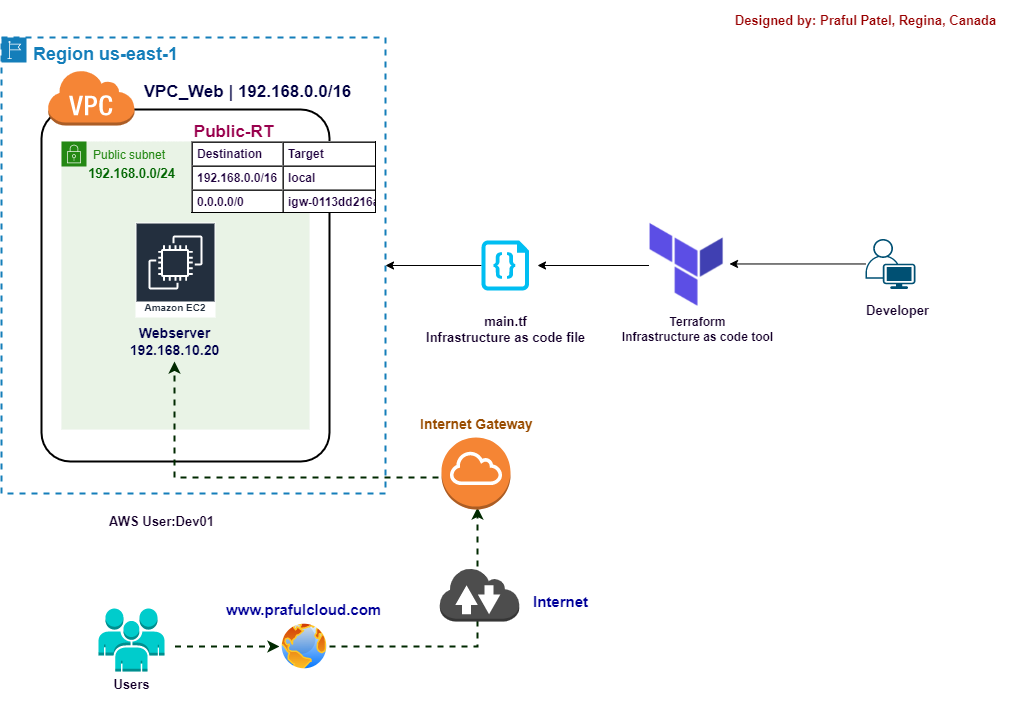 Designed by: Praful Patel, Regina, Canada
Region us-east-1
VPC_Web | 192.168.0.0/16
VPC
Public-RT
Destination Target
192.168.0.0/16 local
0.0.0.0/0 igw-0113dd216a
Public subnet
192.168.0.0/24
Amazon EC2
Webserver
192.168.10.20
{ }
main.tf
Infrastructure as code file
Terraform
Infrastructure as code tool
Developer
Internet Gateway
AWS User:Dev01
Internet
www.prafulcloud.com
Users